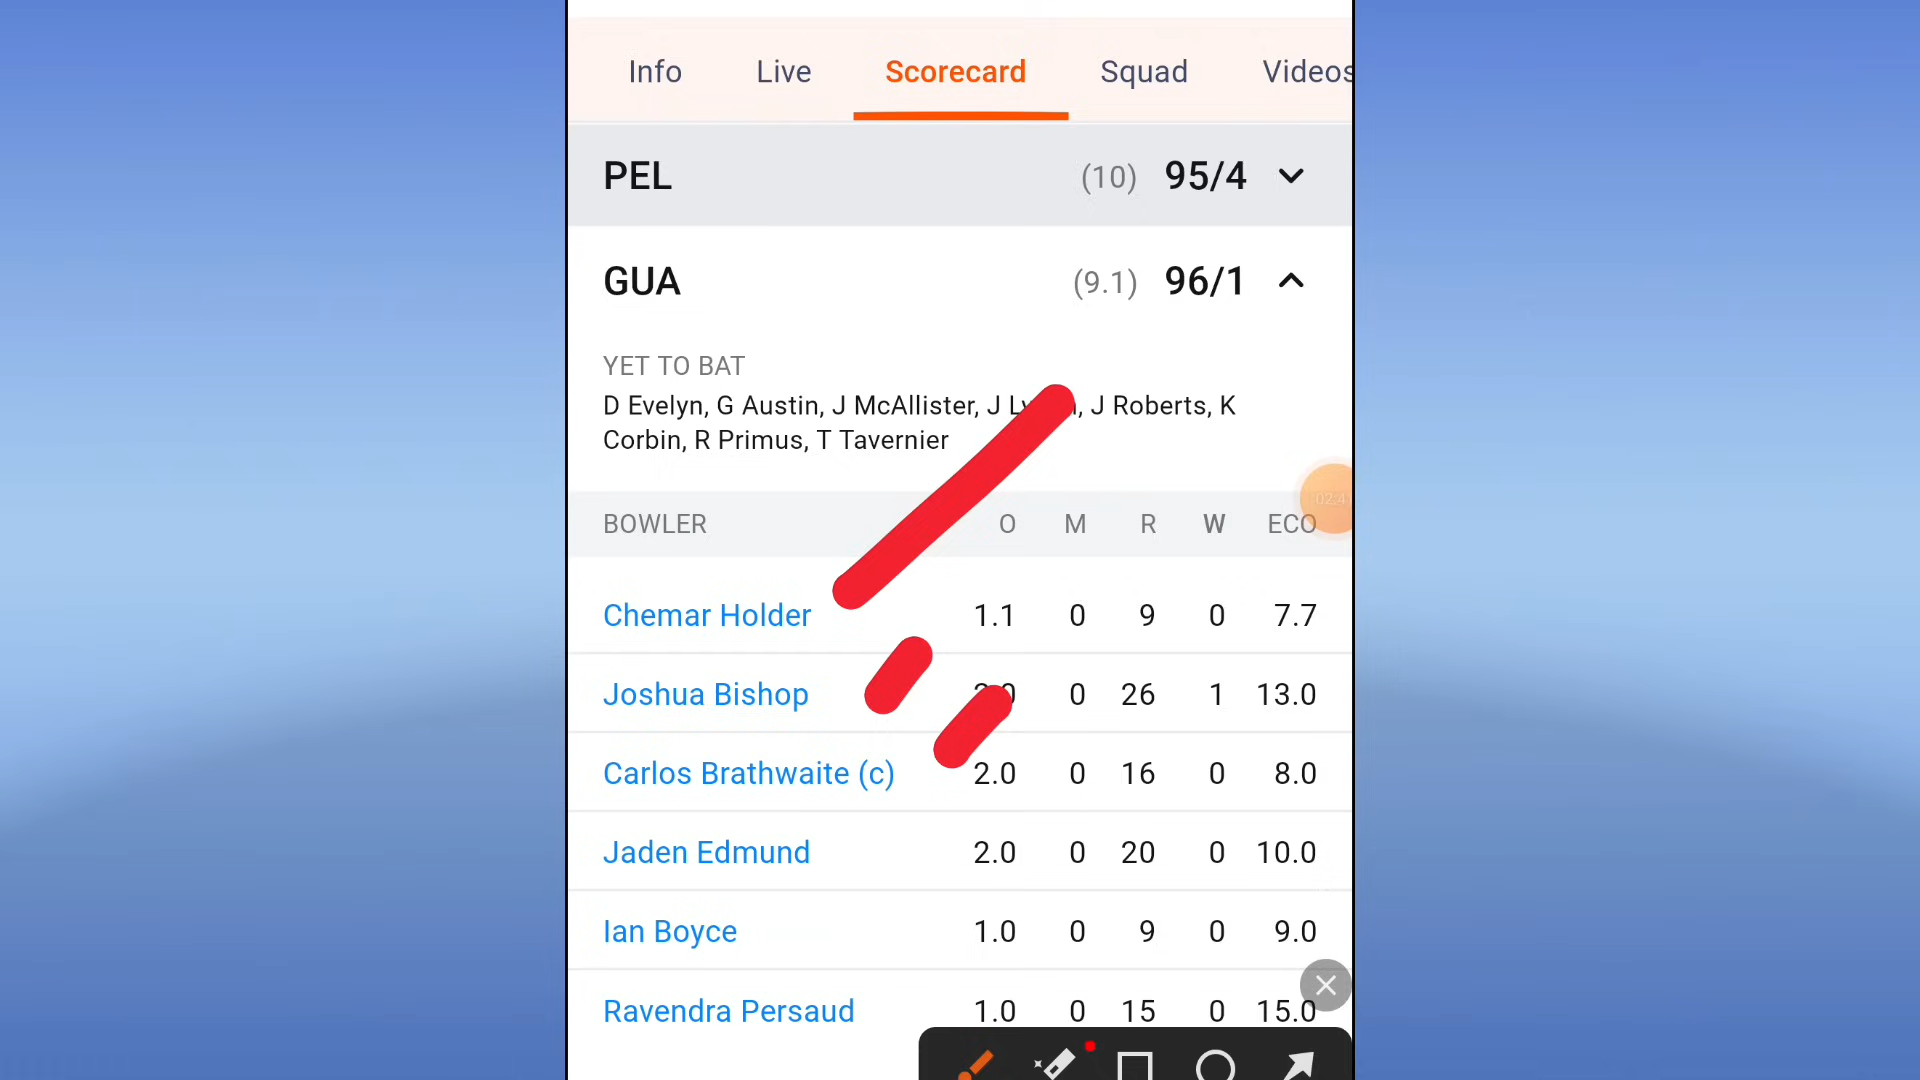 Info Live Scorecard Squad Videos
PEL (10) 95/4
GUA (9.1) 96/1
YET TO BAT
D Evelyn, G Austin, J McAllister, J , J Roberts, K
Corbin, R Primus, T Tavernier
BOWLER O M R W ECO
Chemar Holder 1.1 0 9 0 7.7
Joshua Bishop 0 26 1 13.0
Carlos Brathwaite (c) 2.0 0 16 0 8.0
Jaden Edmund 2.0 0 20 0 10.0
Ian Boyce 1.0 0 9 0 9.0
Ravendra Persaud 1.0 0 15 0 15.0